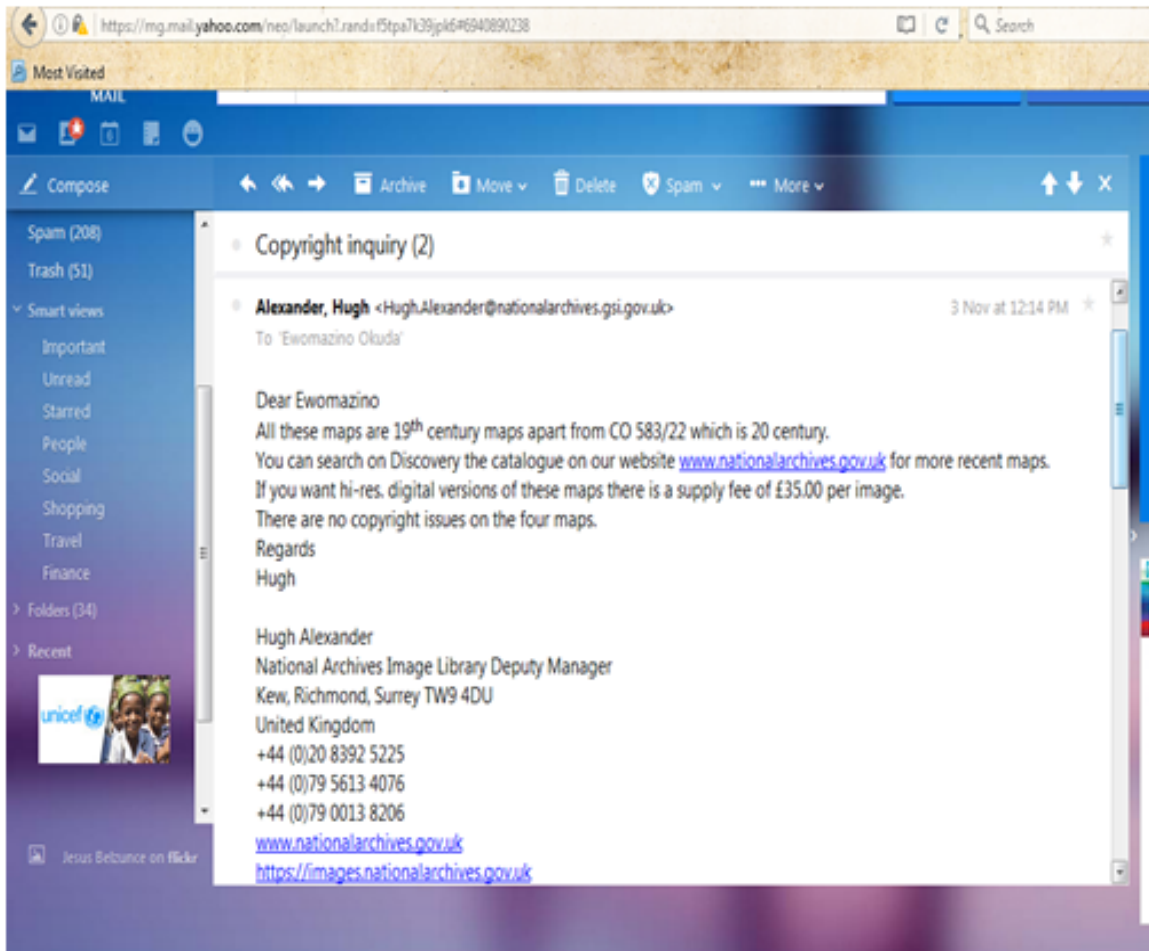 https://mg.mail.yahoo.com/neo/launch?.rand=f5tpa7k39jpk6#6940890238
Search
Most Visited
MAIL
6
Compose
Archive
Move
Delete
Spam
More
Spam (208)
Trash (51)
Smart views
Important
Unread
Starred
People
Social
Shopping
Travel
Finance
Folders (34)
Recent
unicef
Jesus Belzunce on flickr
Copyright inquiry (2)
Alexander, Hugh <Hugh.Alexander@nationalarchives.gsi.gov.uk>
3 Nov at 12:14 PM
To 'Ewomazino Okuda'
Dear Ewomazino
All these maps are 19th century maps apart from CO 583/22 which is 20 century.
You can search on Discovery the catalogue on our website www.nationalarchives.gov.uk for more recent maps.
If you want hi-res. digital versions of these maps there is a supply fee of £35.00 per image.
There are no copyright issues on the four maps.
Regards
Hugh
Hugh Alexander
National Archives Image Library Deputy Manager
Kew, Richmond, Surrey TW9 4DU
United Kingdom
+44 (0)20 8392 5225
+44 (0)79 5613 4076
+44 (0)79 0013 8206
www.nationalarchives.gov.uk
https://images.nationalarchives.gov.uk